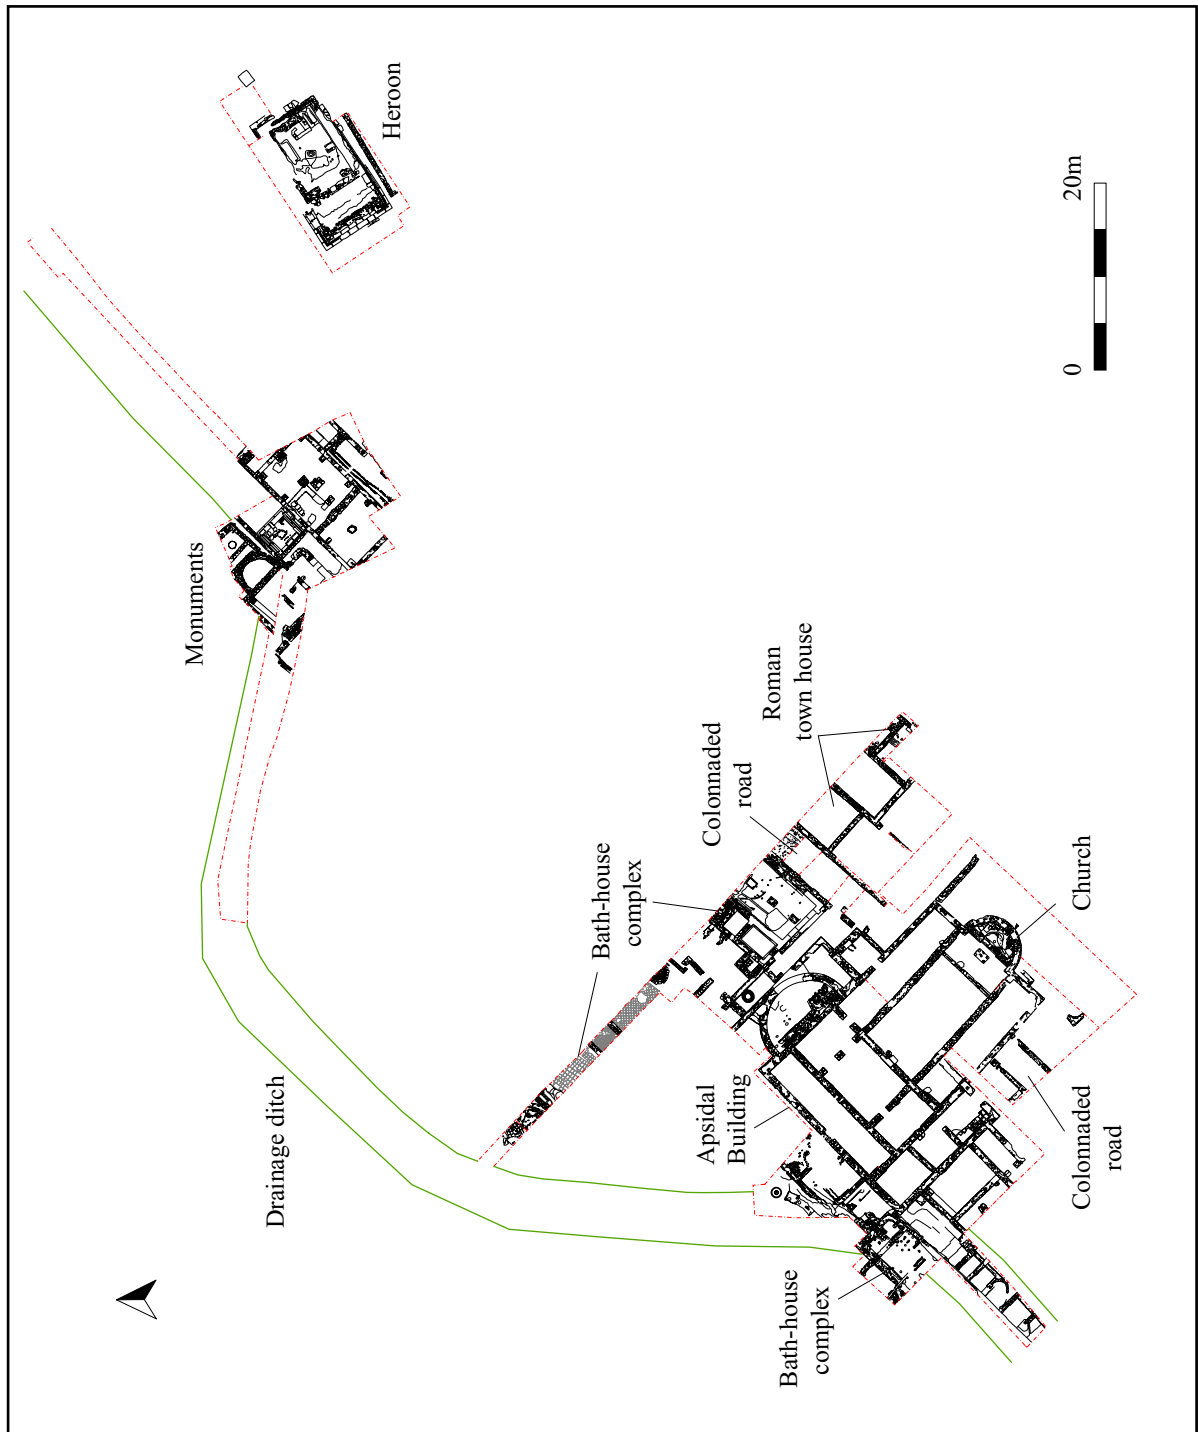 Heroon
20m
0
Monuments
Roman
town house
Colonnaded
road
Bath-house
complex
Church
Drainage ditch
Apsidal
Building
Colonnaded
road
Bath-house
complex